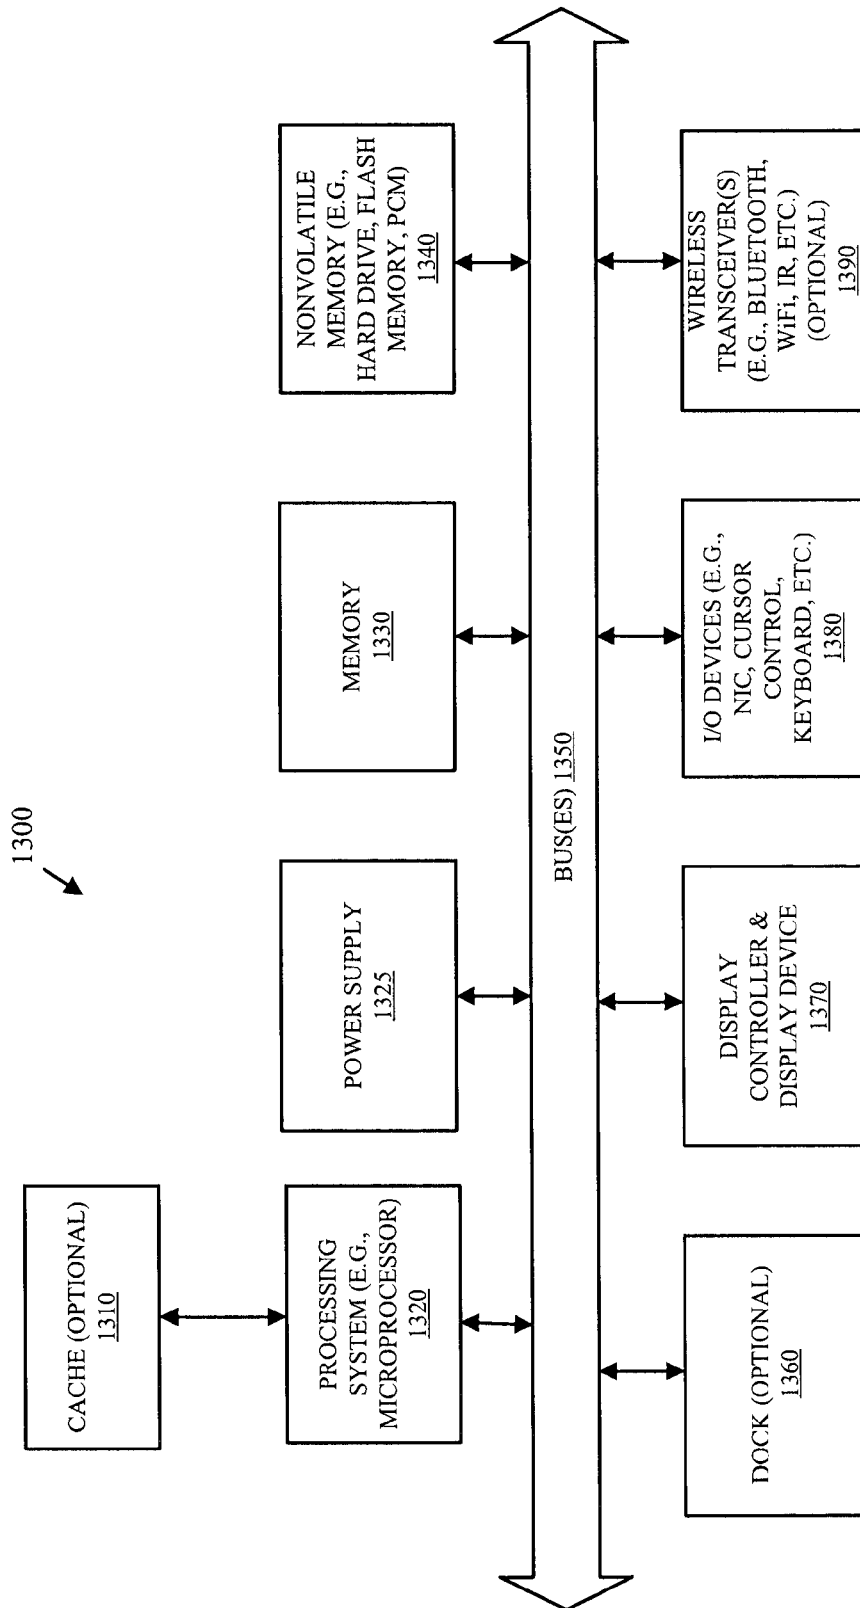 1300
CACHE (OPTIONAL)
1310
PROCESSING
SYSTEM (E.G.,
MICROPROCESSOR)
1320
POWER SUPPLY
1325
MEMORY
1330
NONVOLATILE
MEMORY (E.G.,
HARD DRIVE, FLASH
MEMORY, PCM)
1340
BUS(ES) 1350
DOCK (OPTIONAL)
1360
DISPLAY
CONTROLLER &
DISPLAY DEVICE
1370
I/O DEVICES (E.G.,
NIC, CURSOR
CONTROL,
KEYBOARD, ETC.)
1380
WIRELESS
TRANSCEIVER(S)
(E.G., BLUETOOTH,
WiFi, IR, ETC.)
(OPTIONAL)
1390